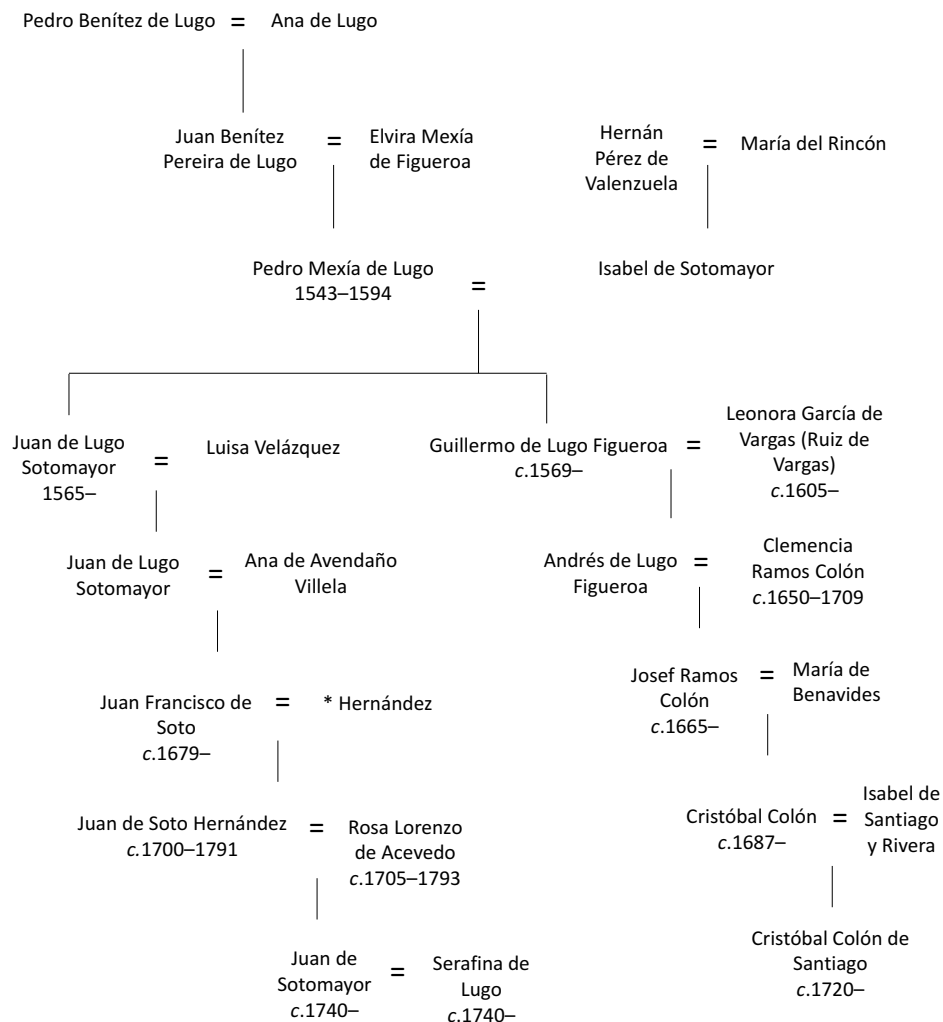 Pedro Benítez de Lugo = Ana de Lugo
Juan Benítez
Pereira de Lugo
=
Elvira Mexía
de Figueroa
Hernán
Pérez de
Valenzuela
=
María del Rincón
Pedro Mexía de Lugo
1543–1594
=
Isabel de Sotomayor
Juan de Lugo
Sotomayor
1565–
=
Luisa Velázquez
Guillermo de Lugo Figueroa
c.1569–
=
Leonora García de
Vargas (Ruiz de
Vargas)
c.1605–
Juan de Lugo
Sotomayor
=
Ana de Avendaño
Villela
Andrés de Lugo
Figueroa
=
Clemencia
Ramos Colón
c.1650–1709
Juan Francisco de
Soto
c.1679–
=
* Hernández
Josef Ramos
Colón
c.1665–
=
María de
Benavides
Juan de Soto Hernández
c.1700–1791
=
Rosa Lorenzo
de Acevedo
c.1705–1793
Cristóbal Colón
c.1687–
=
Isabel de
Santiago
y Rivera
Juan de
Sotomayor
c.1740–
=
Serafina de
Lugo
c.1740–
Cristóbal Colón de
Santiago
c.1720–